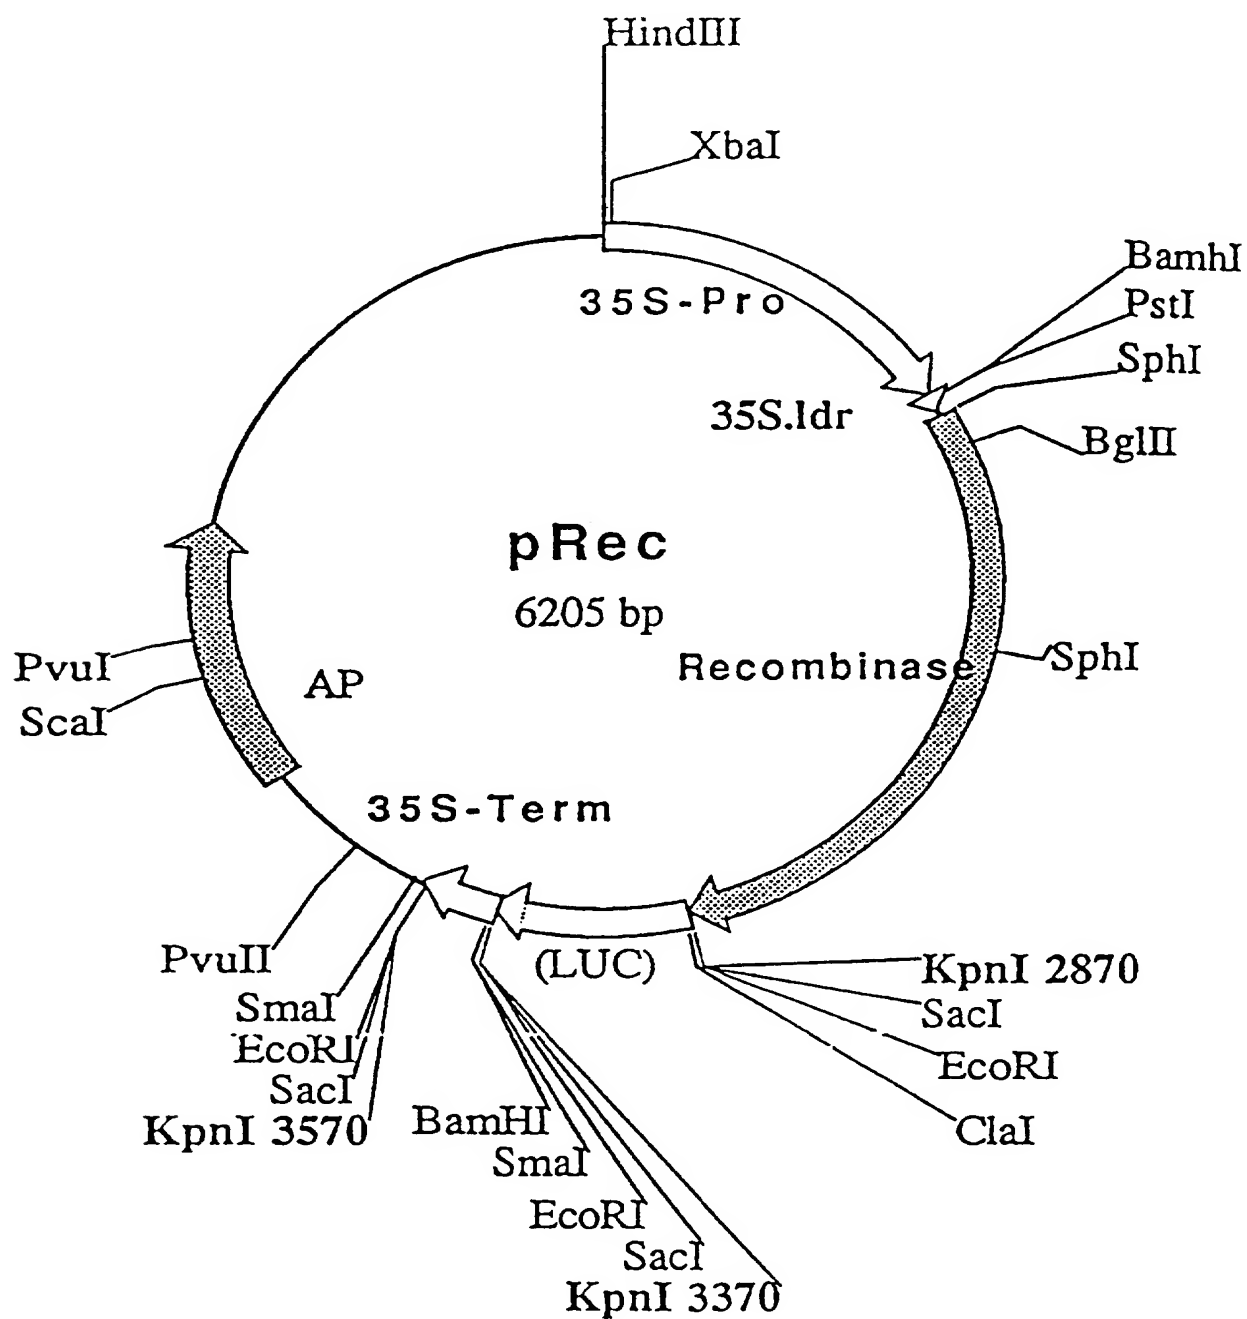 HindIII
XbaI
BamhI
35S-Pro
PstI
SphI
35S.ldr
BglII
pRec
6205 bp
PvuI
AP
Recombinase
SphI
ScaI
35S-Term
PvuII
(LUC)
KpnI 2870
SmaI
SacI
EcoRI
EcoRI
SacI
KpnI 3570
BamHI
ClaI
SmaI
EcoRI
SacI
KpnI 3370